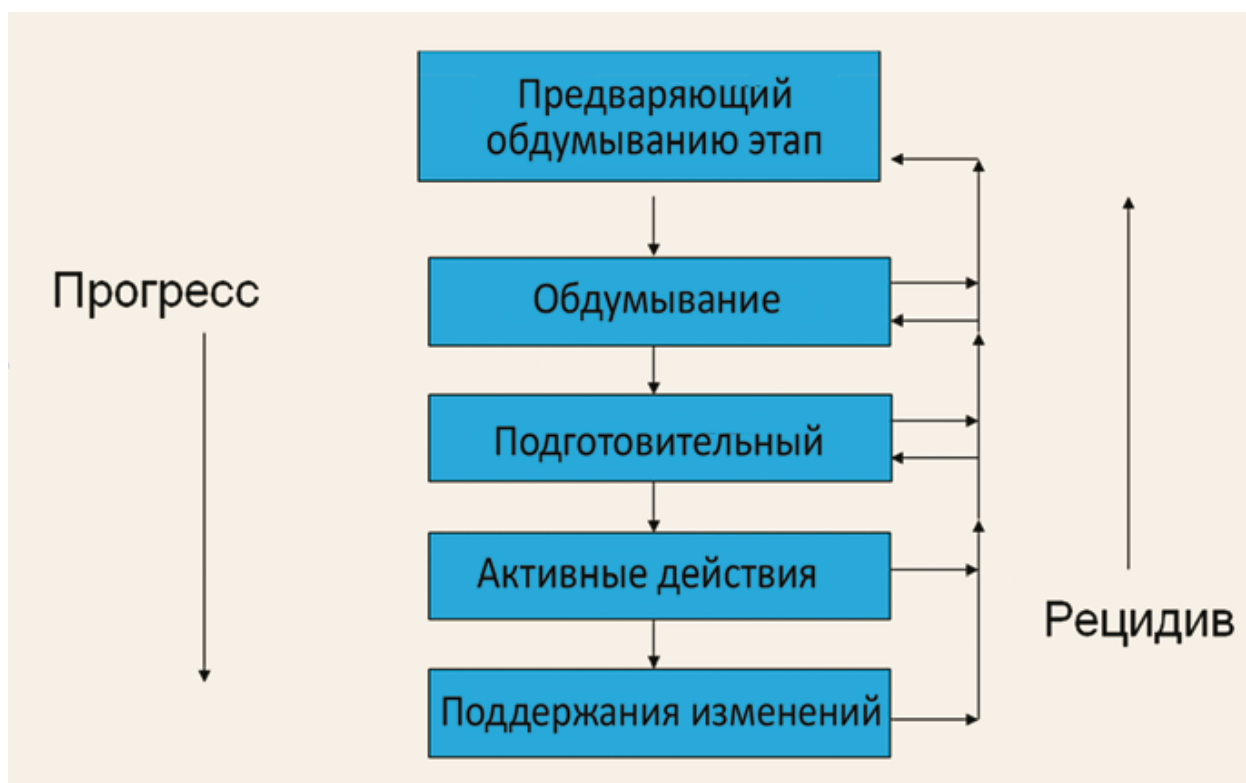 Предваряющий
обдумыванию этап
Прогресс
Обдумывание
Подготовительный
Активные действия
Рецидив
Поддержания изменений